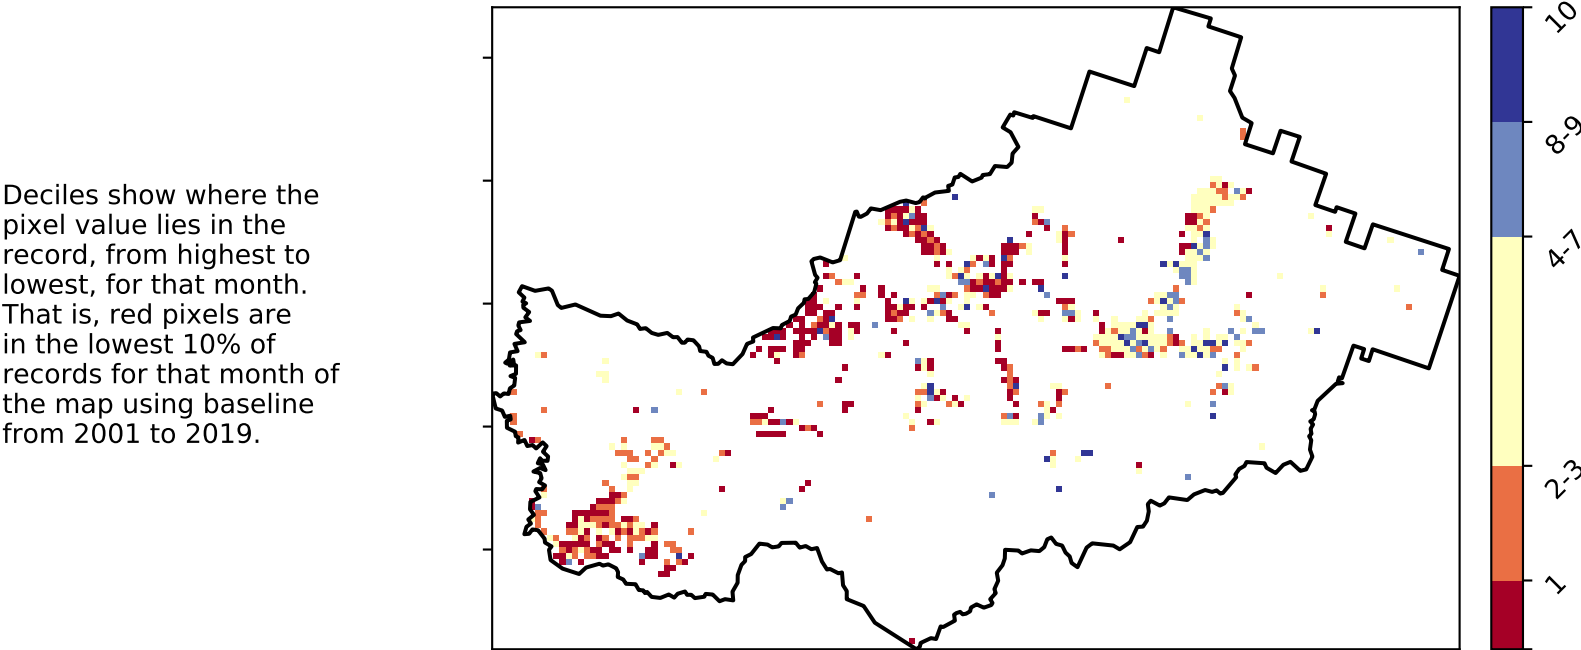 Deciles show where the
pixel value lies in the
record, from highest to
lowest, for that month.
That is, red pixels are
in the lowest 10% of
records for that month of
the map using baseline
from 2001 to 2019.
10
8-9
4-7
2-3
1